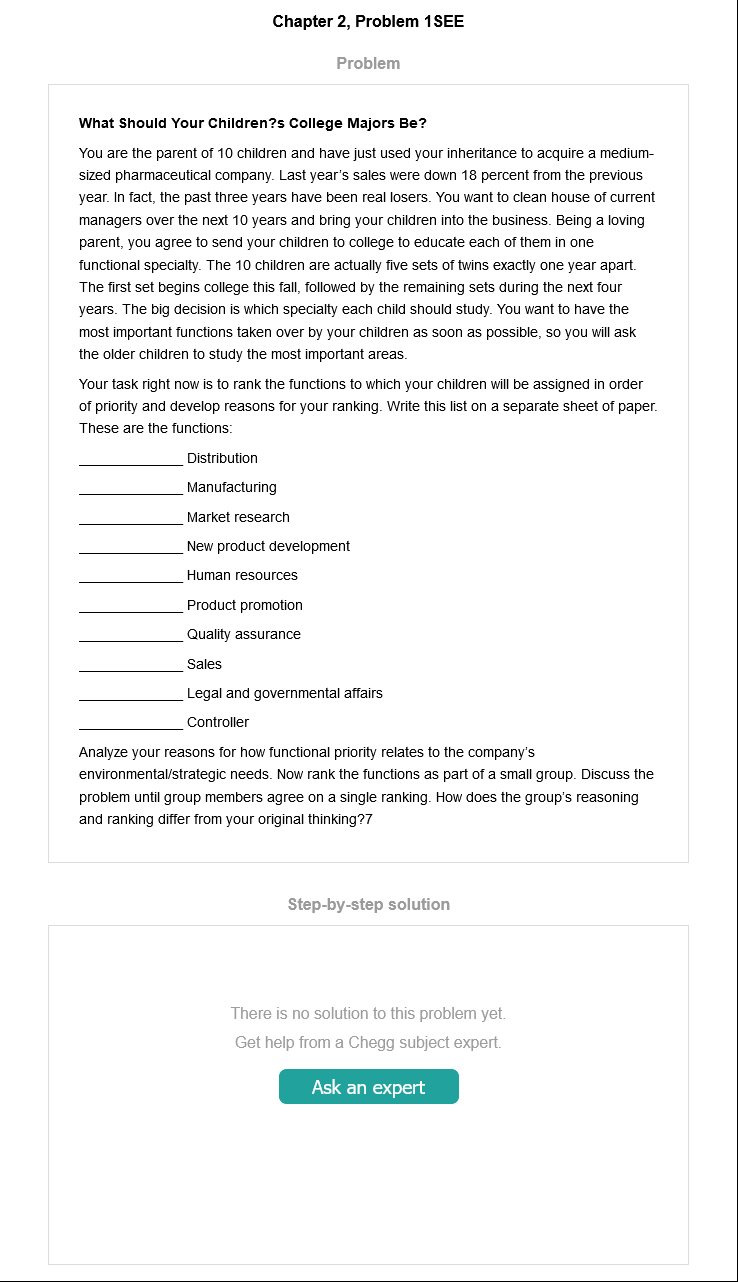 Chapter 2, Problem 1SEE
Problem
What Should Your Children?s College Majors Be?
You are the parent of 10 children and have just used your inheritance to acquire a medium-
sized pharmaceutical company. Last year’s sales were down 18 percent from the previous
year. In fact, the past three years have been real losers. You want to clean house of current
managers over the next 10 years and bring your children into the business. Being a loving
parent, you agree to send your children to college to educate each of them in one
functional specialty. The 10 children are actually five sets of twins exactly one year apart.
The first set begins college this fall, followed by the remaining sets during the next four
years. The big decision is which specialty each child should study. You want to have the
most important functions taken over by your children as soon as possible, so you will ask
the older children to study the most important areas.
Your task right now is to rank the functions to which your children will be assigned in order
of priority and develop reasons for your ranking. Write this list on a separate sheet of paper.
These are the functions:
_____________ Distribution
_____________ Manufacturing
_____________ Market research
_____________ New product development
_____________ Human resources
_____________ Product promotion
_____________ Quality assurance
_____________ Sales
_____________ Legal and governmental affairs
_____________ Controller
Analyze your reasons for how functional priority relates to the company’s
environmental/strategic needs. Now rank the functions as part of a small group. Discuss the
problem until group members agree on a single ranking. How does the group’s reasoning
and ranking differ from your original thinking?7
Step-by-step solution
There is no solution to this problem yet.
Get help from a Chegg subject expert.
Ask an expert